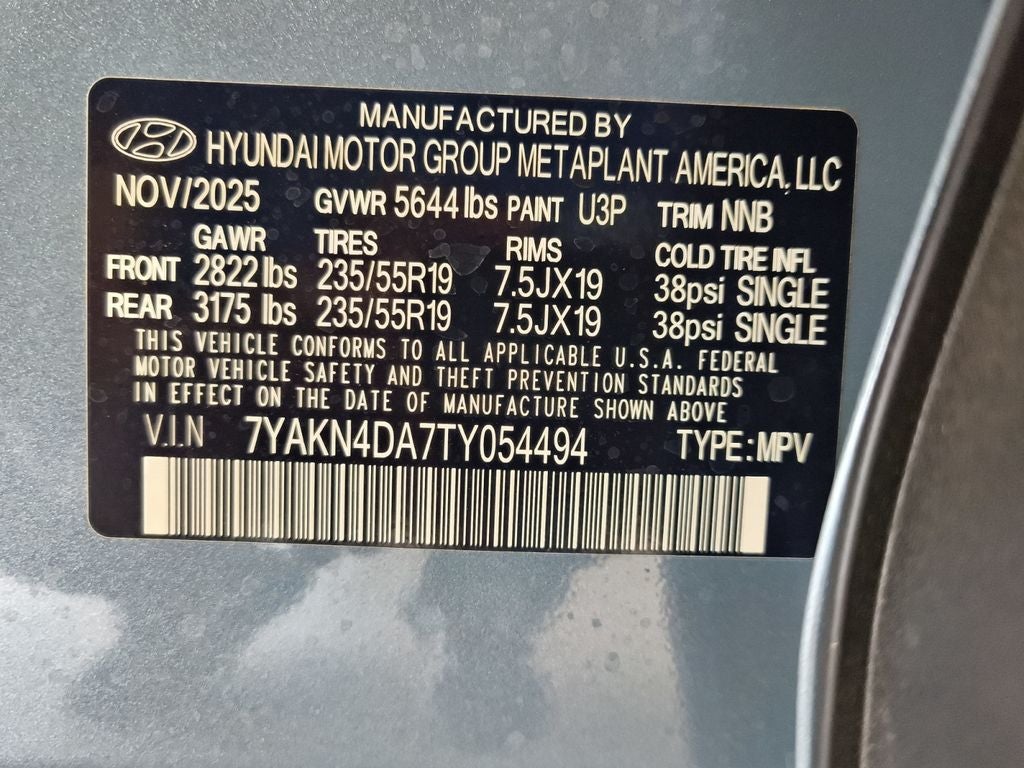 MANUFACTURED BY
HYUNDAI MOTOR GROUP METAPLANT AMERICA, LLC
NOV/2025 GVWR 5644 lbs PAINT U3P TRIM NNB
GAWR TIRES RIMS COLD TIRE INFL
FRONT 2822 lbs 235/55R19 7.5JX19 38psi SINGLE
REAR 3175 lbs 235/55R19 7.5JX19 38psi SINGLE
THIS VEHICLE CONFORMS TO ALL APPLICABLE U.S.A. FEDERAL
MOTOR VEHICLE SAFETY AND THEFT PREVENTION STANDARDS
IN EFFECT ON THE DATE OF MANUFACTURE SHOWN ABOVE
V.I.N 7YAKN4DA7TY054494 TYPE:MPV